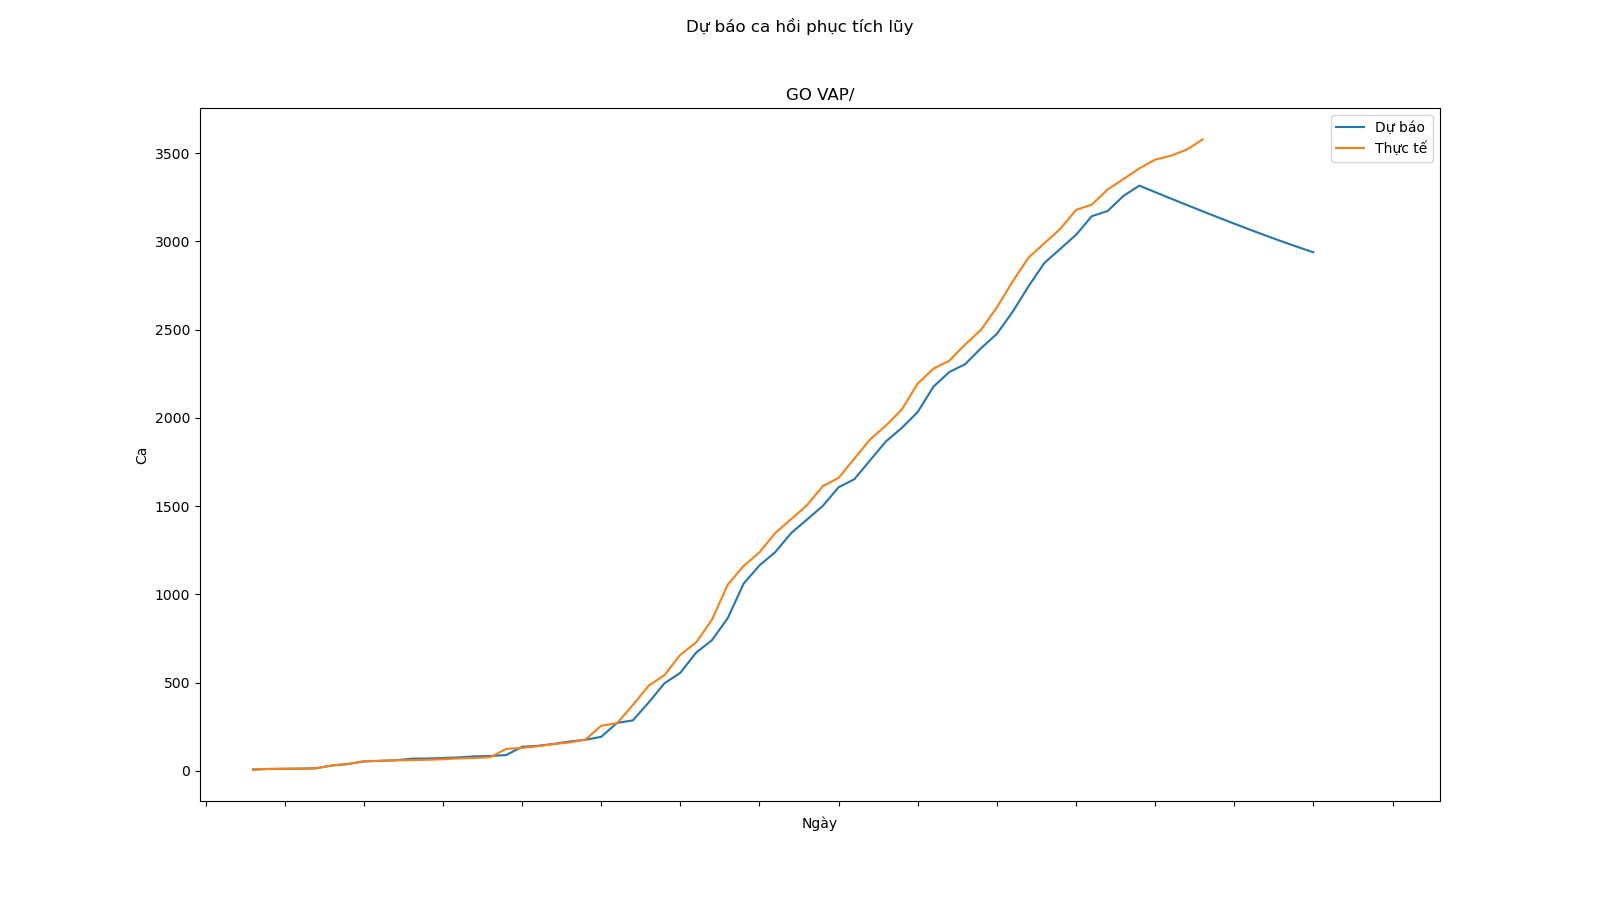 Dự báo ca hồi phục tích lũy
GO VAP/
Dự báo
Thực tế
3500
3000
2500
2000
1500
1000
500
0
Ca
Ngày